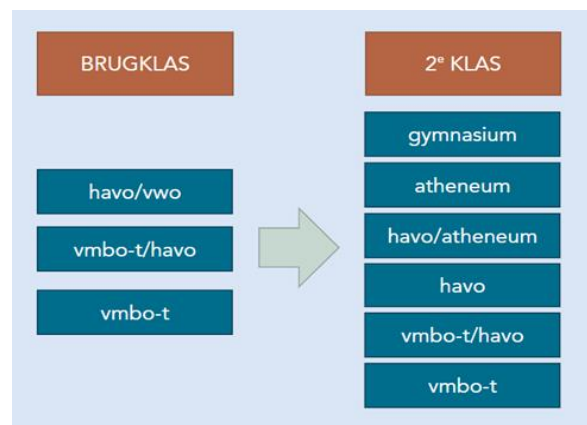 BRUGKLAS
havo/vwo
vmbo-t/havo
vmbo-t
2e KLAS
gymnasium
atheneum
havo/atheneum
havo
vmbo-t/havo
vmbo-t